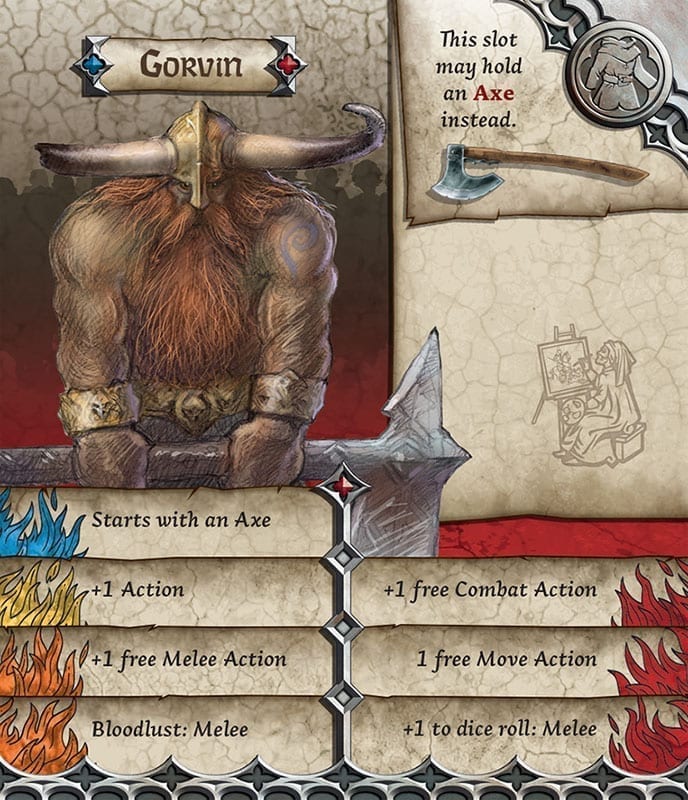 Gorvin
This slot
may hold
an Axe
instead.
Starts with an Axe
+1 Action
+1 free Combat Action
+1 free Melee Action
1 free Move Action
Bloodlust: Melee
+1 to dice roll: Melee